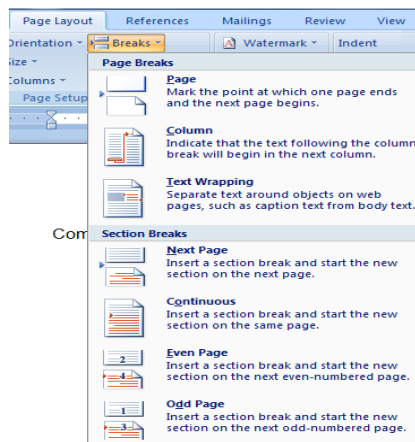 Page Layout References Mailings Review View
Orientation Breaks Watermark Indent
Size
Columns
Page Setup
Page Breaks
Page
Mark the point at which one page ends
and the next page begins.
Column
Indicate that the text following the column
break will begin in the next column.
Text Wrapping
Separate text around objects on web
pages, such as caption text from body text.
Com
Section Breaks
Next Page
Insert a section break and start the new
section on the next page.
Continuous
Insert a section break and start the new
section on the same page.
2
4
Even Page
Insert a section break and start the new
section on the next even-numbered page.
1
3
Odd Page
Insert a section break and start the new
section on the next odd-numbered page.